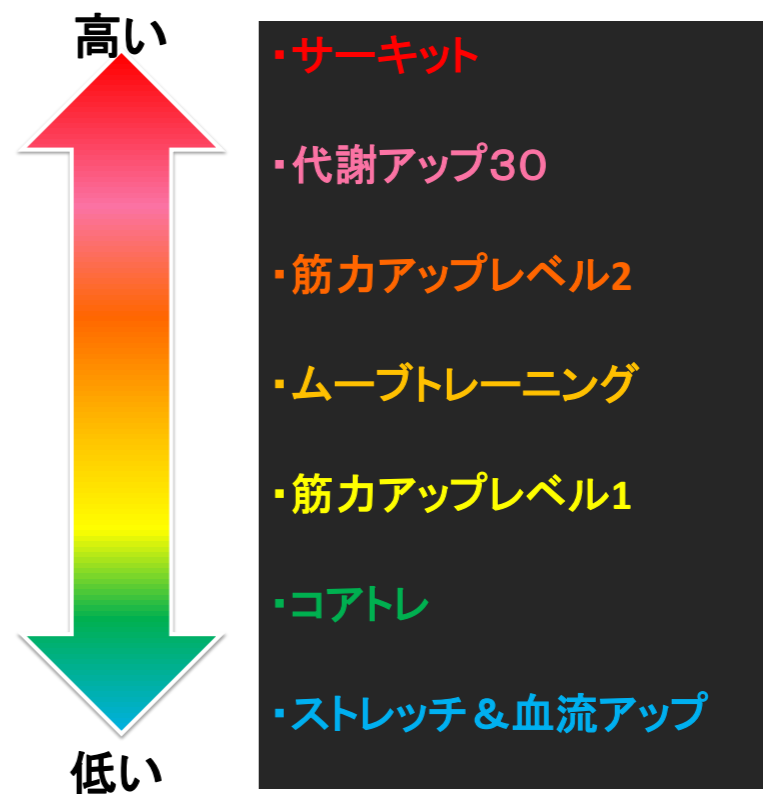 高い
・サーキット
・代謝アップ３０
・筋力アップレベル2
・ムーブトレーニング
・筋力アップレベル1
・コアトレ
・ストレッチ＆血流アップ
低い